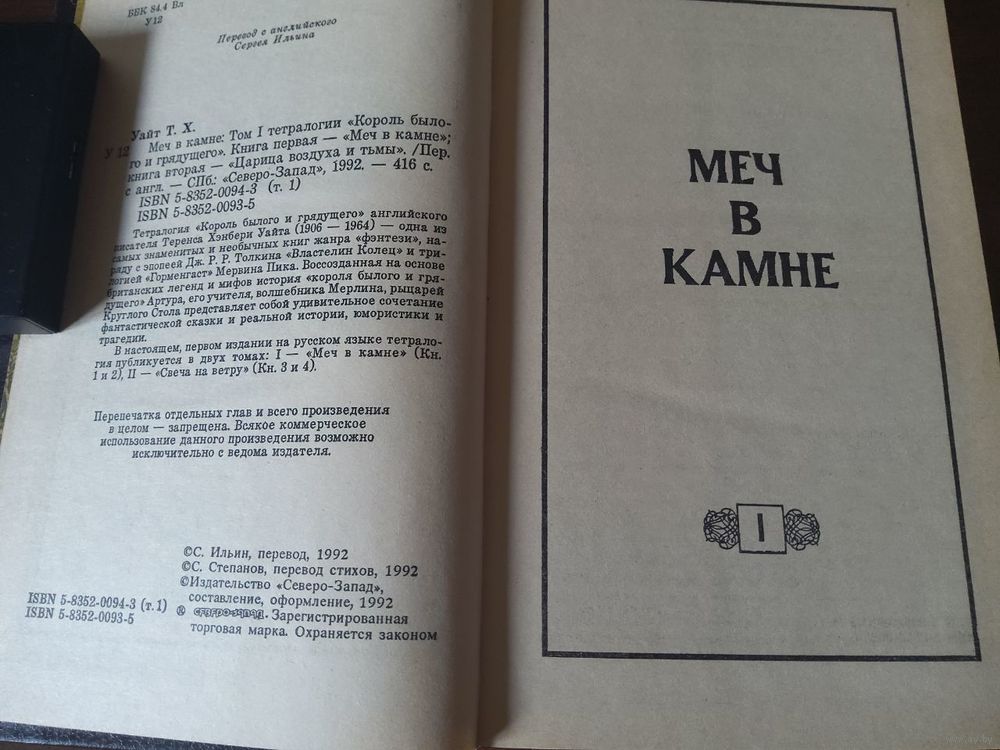 ББК 84.4 Вл
У12
Перевод с английского
Сергея Ильина
Уайт Т. Х.
У 12 Меч в камне: Том I тетралогии «Король было-
го и грядущего». Книга первая — «Меч в камне»;
книга вторая — «Царица воздуха и тьмы». /Пер.
с англ. — СПб.: «Северо-Запад», 1992. — 416 с.
ISBN 5-8352-0094-3 (т. 1)
ISBN 5-8352-0093-5
Тетралогия «Король былого и грядущего» английского
писателя Теренса Хэнбери Уайта (1906 — 1964) — одна из
самых знаменитых и необычных книг жанра «фэнтези», на-
ряду с эпопеей Дж. Р. Р. Толкина «Властелин Колец» и три-
логией «Горменгаст» Мервина Пика. Воссозданная на основе
британских легенд и мифов история «короля былого и гря-
дущего» Артура, его учителя, волшебника Мерлина, рыцарей
Круглого Стола представляет собой удивительное сочетание
фантастической сказки и реальной истории, юмористики и
трагедии.
В настоящем, первом издании на русском языке тетрало-
гия публикуется в двух томах: I — «Меч в камне» (Кн.
1 и 2), II — «Свеча на ветру» (Кн. 3 и 4).
Перепечатка отдельных глав и всего произведения
в целом — запрещена. Всякое коммерческое
использование данного произведения возможно
исключительно с ведома издателя.
©С. Ильин, перевод, 1992
©С. Степанов, перевод стихов, 1992
©Издательство «Северо-Запад»,
составление, оформление, 1992
® СЕВЕРО-ЗАПАД. Зарегистрированная
торговая марка. Охраняется законом
ISBN 5-8352-0094-3 (т. 1)
ISBN 5-8352-0093-5
МЕЧ
В
КАМНЕ
I